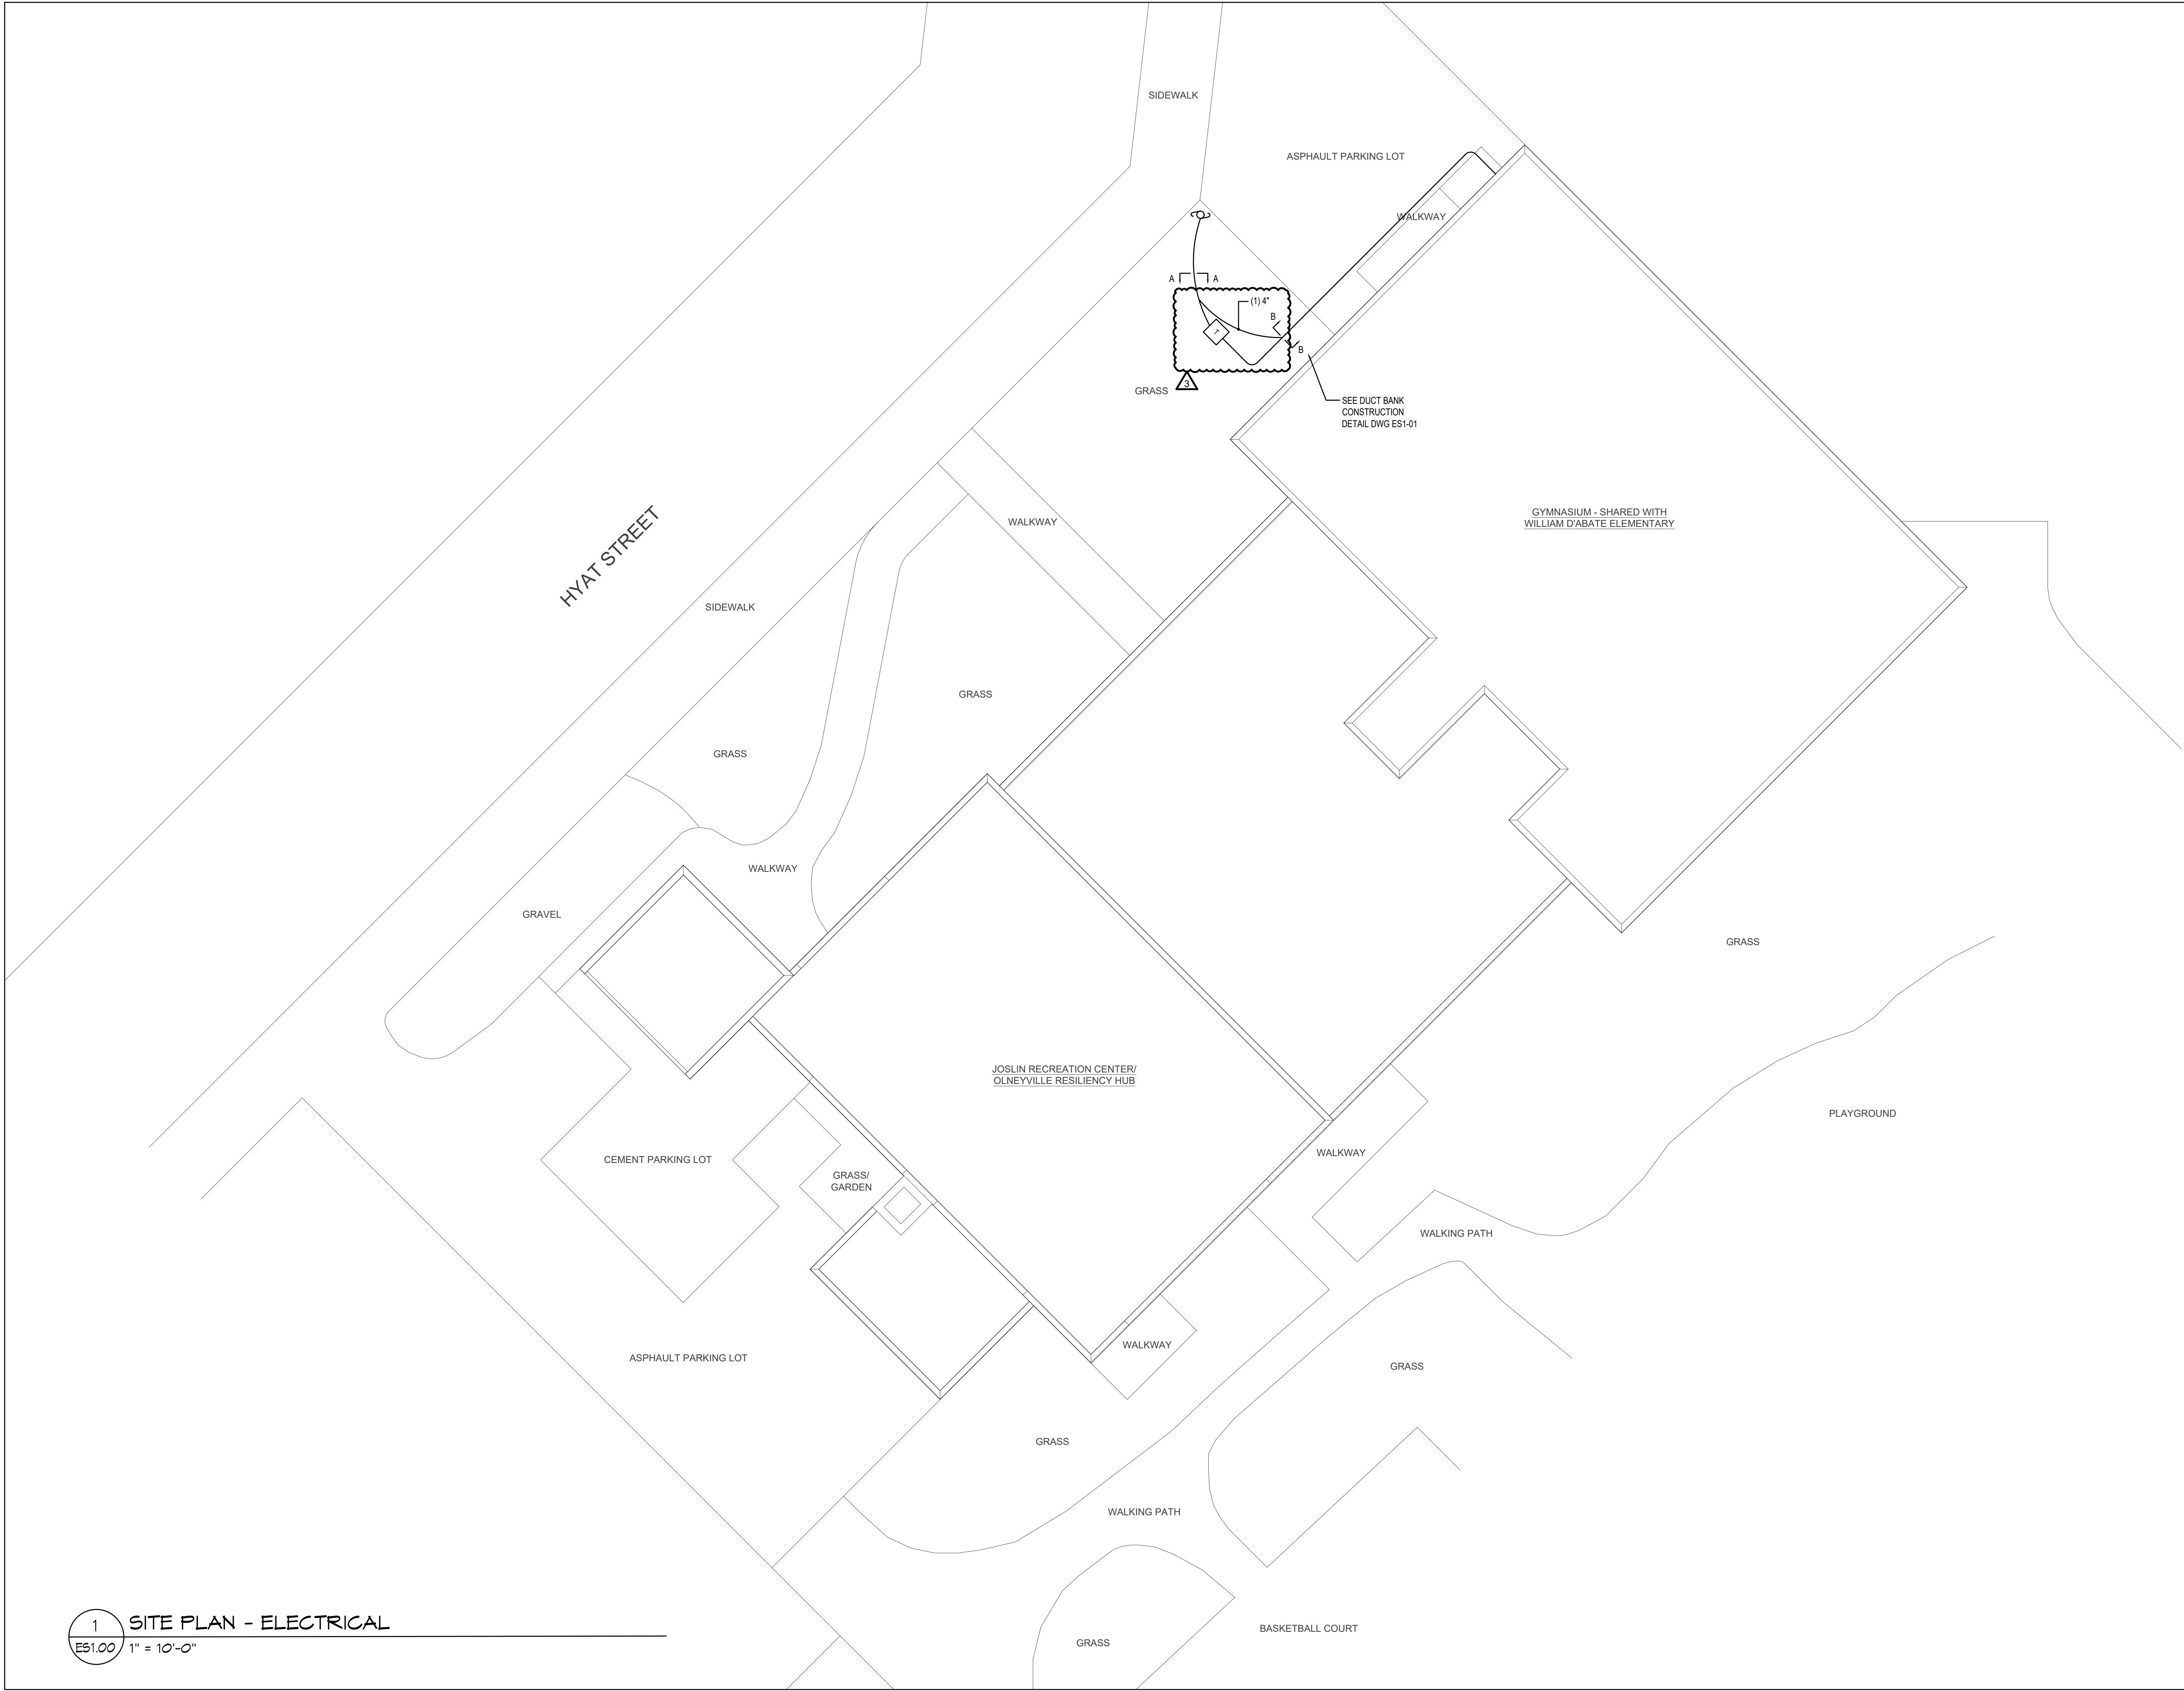 SIDEWALK
ASPHAULT PARKING LOT
WALKWAY
A
A
(1) 4"
B
T
B
3
GRASS
SEE DUCT BANK
CONSTRUCTION
DETAIL DWG ES1-01
GYMNASIUM - SHARED WITH
WILLIAM D'ABATE ELEMENTARY
WALKWAY
HYAT STREET
SIDEWALK
GRASS
GRASS
WALKWAY
GRAVEL
GRASS
JOSLIN RECREATION CENTER/
OLNEYVILLE RESILIENCY HUB
PLAYGROUND
WALKWAY
CEMENT PARKING LOT
GRASS/
GARDEN
WALKING PATH
WALKWAY
ASPHAULT PARKING LOT
GRASS
GRASS
WALKING PATH
BASKETBALL COURT
GRASS
1
ES1.00
SITE PLAN - ELECTRICAL
1" = 10'-0"